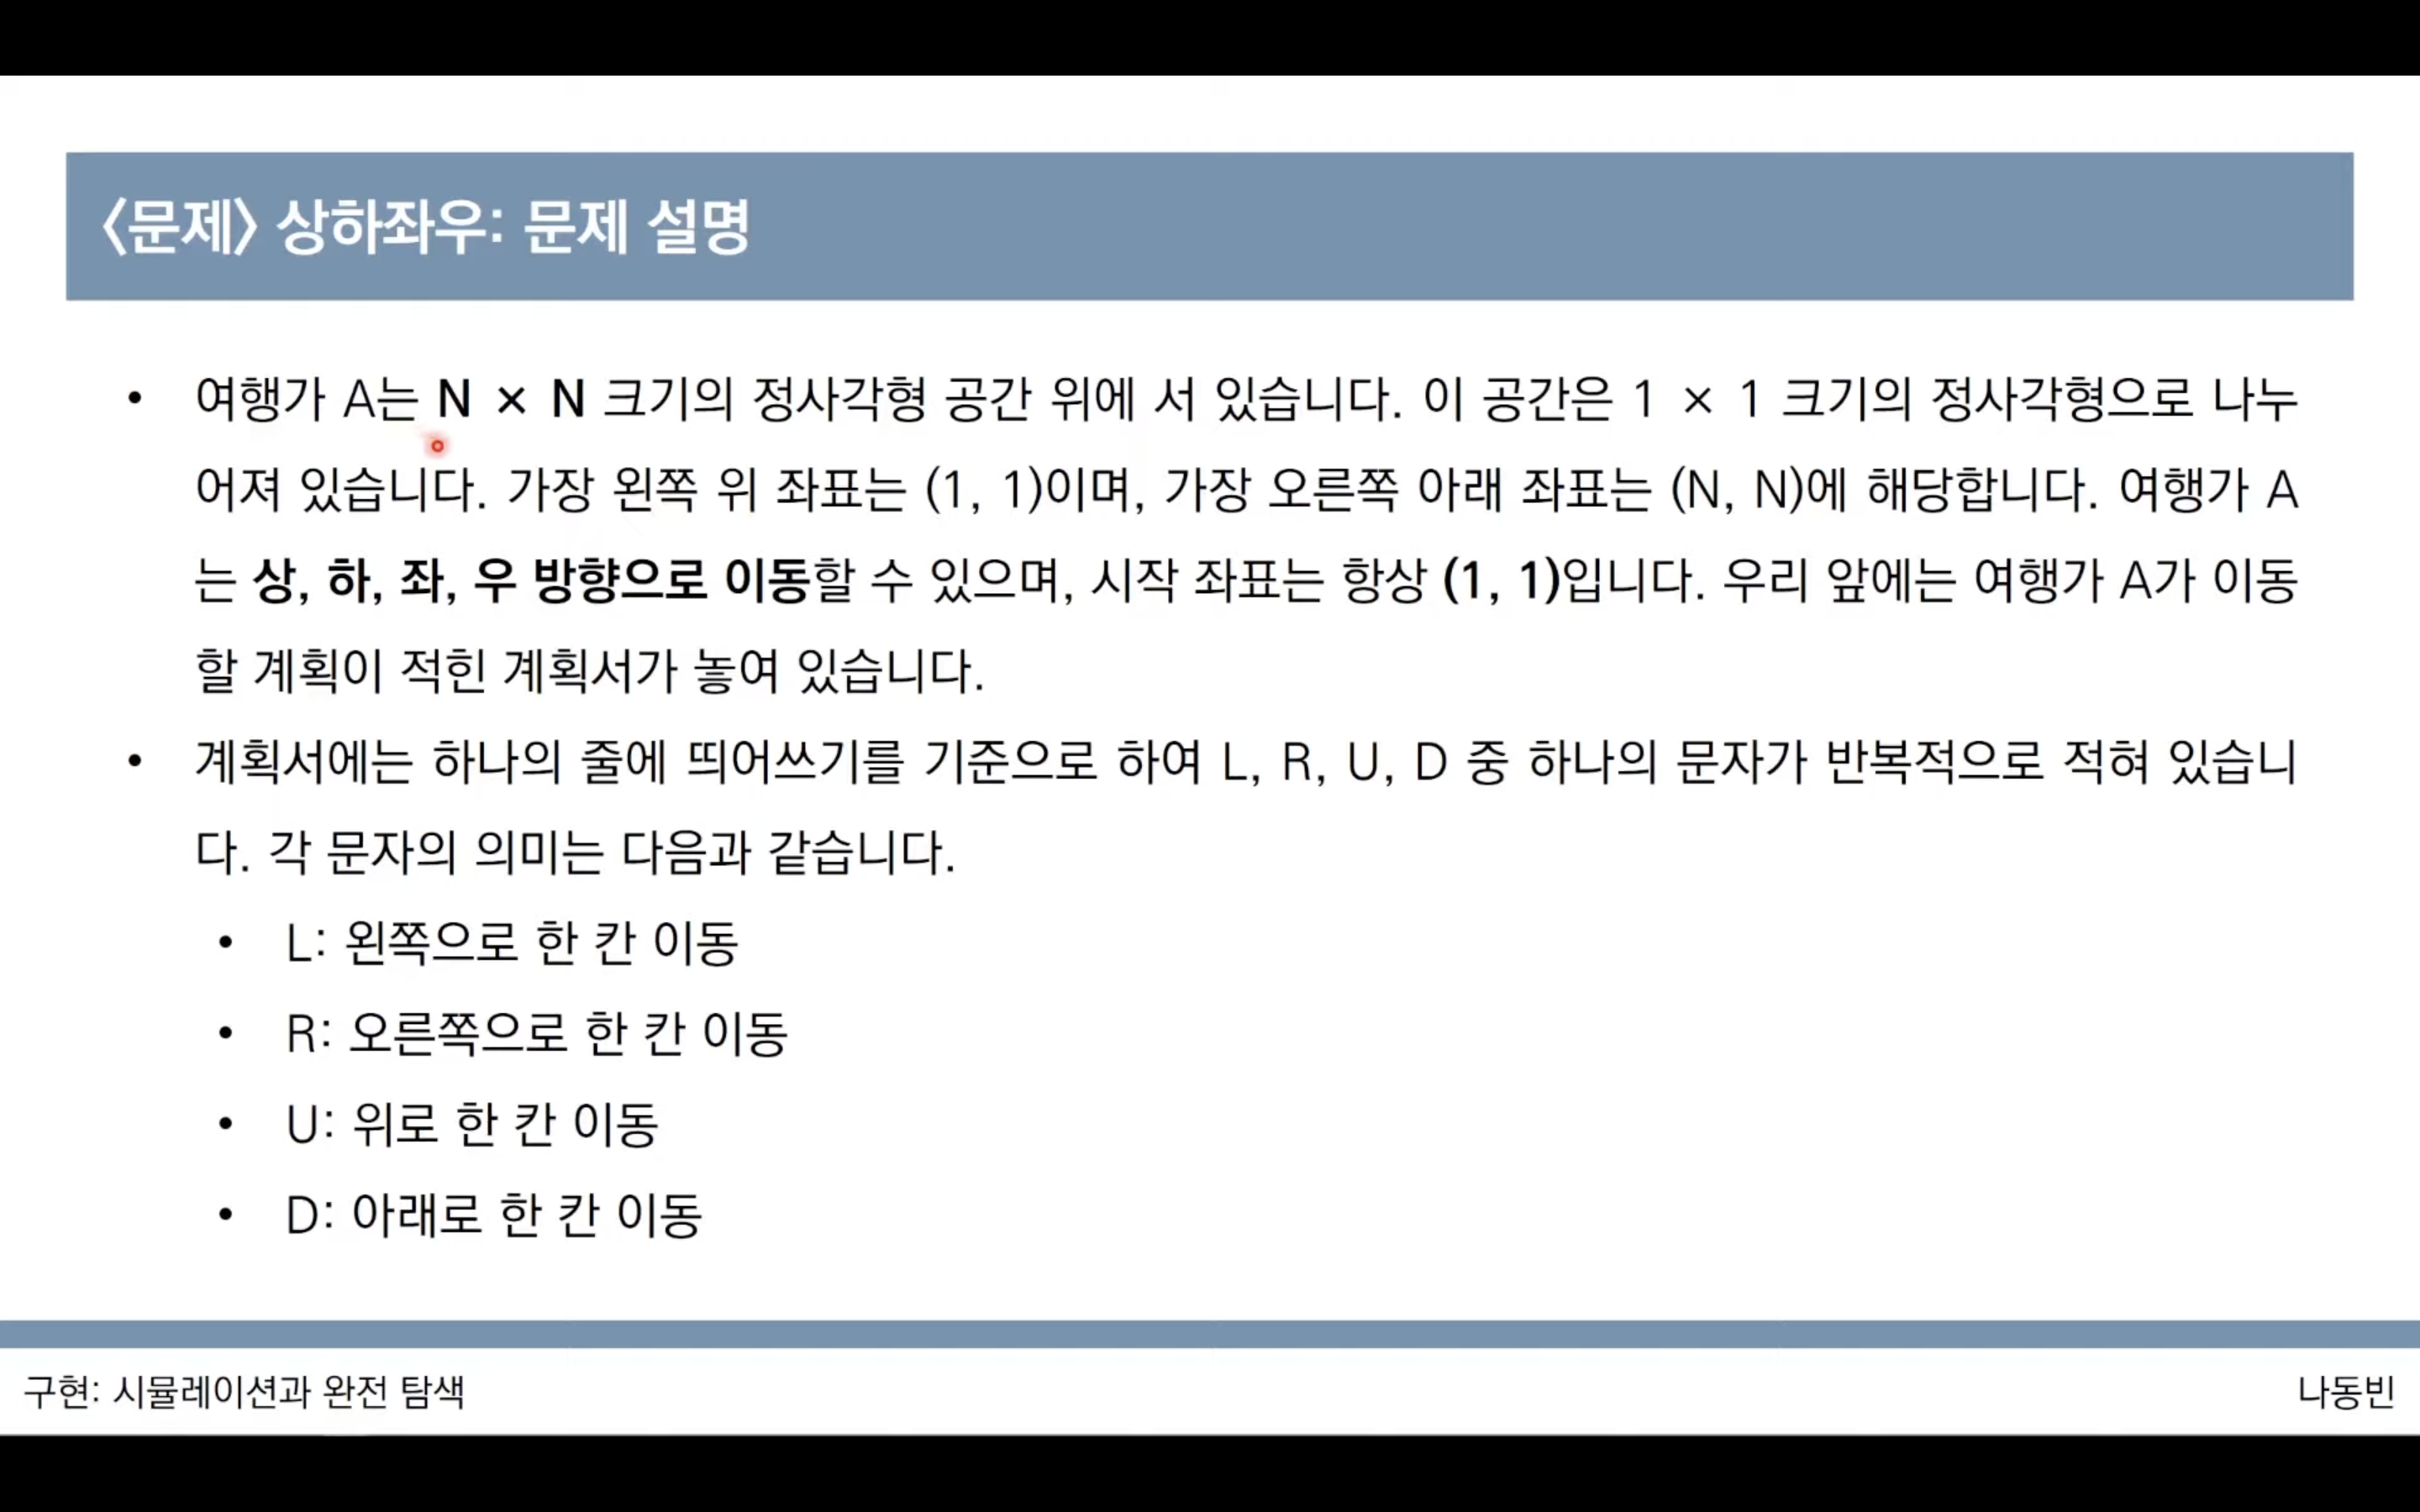 <문제> 상하좌우: 문제 설명
• 여행가 A는 N × N 크기의 정사각형 공간 위에 서 있습니다. 이 공간은 1 × 1 크기의 정사각형으로 나누
어져 있습니다. 가장 왼쪽 위 좌표는 (1, 1)이며, 가장 오른쪽 아래 좌표는 (N, N)에 해당합니다. 여행가 A
는 상, 하, 좌, 우 방향으로 이동할 수 있으며, 시작 좌표는 항상 (1, 1)입니다. 우리 앞에는 여행가 A가 이동
할 계획이 적힌 계획서가 놓여 있습니다.
• 계획서에는 하나의 줄에 띄어쓰기를 기준으로 하여 L, R, U, D 중 하나의 문자가 반복적으로 적혀 있습니
다. 각 문자의 의미는 다음과 같습니다.
• L: 왼쪽으로 한 칸 이동
• R: 오른쪽으로 한 칸 이동
• U: 위로 한 칸 이동
• D: 아래로 한 칸 이동
구현: 시뮬레이션과 완전 탐색
나동빈